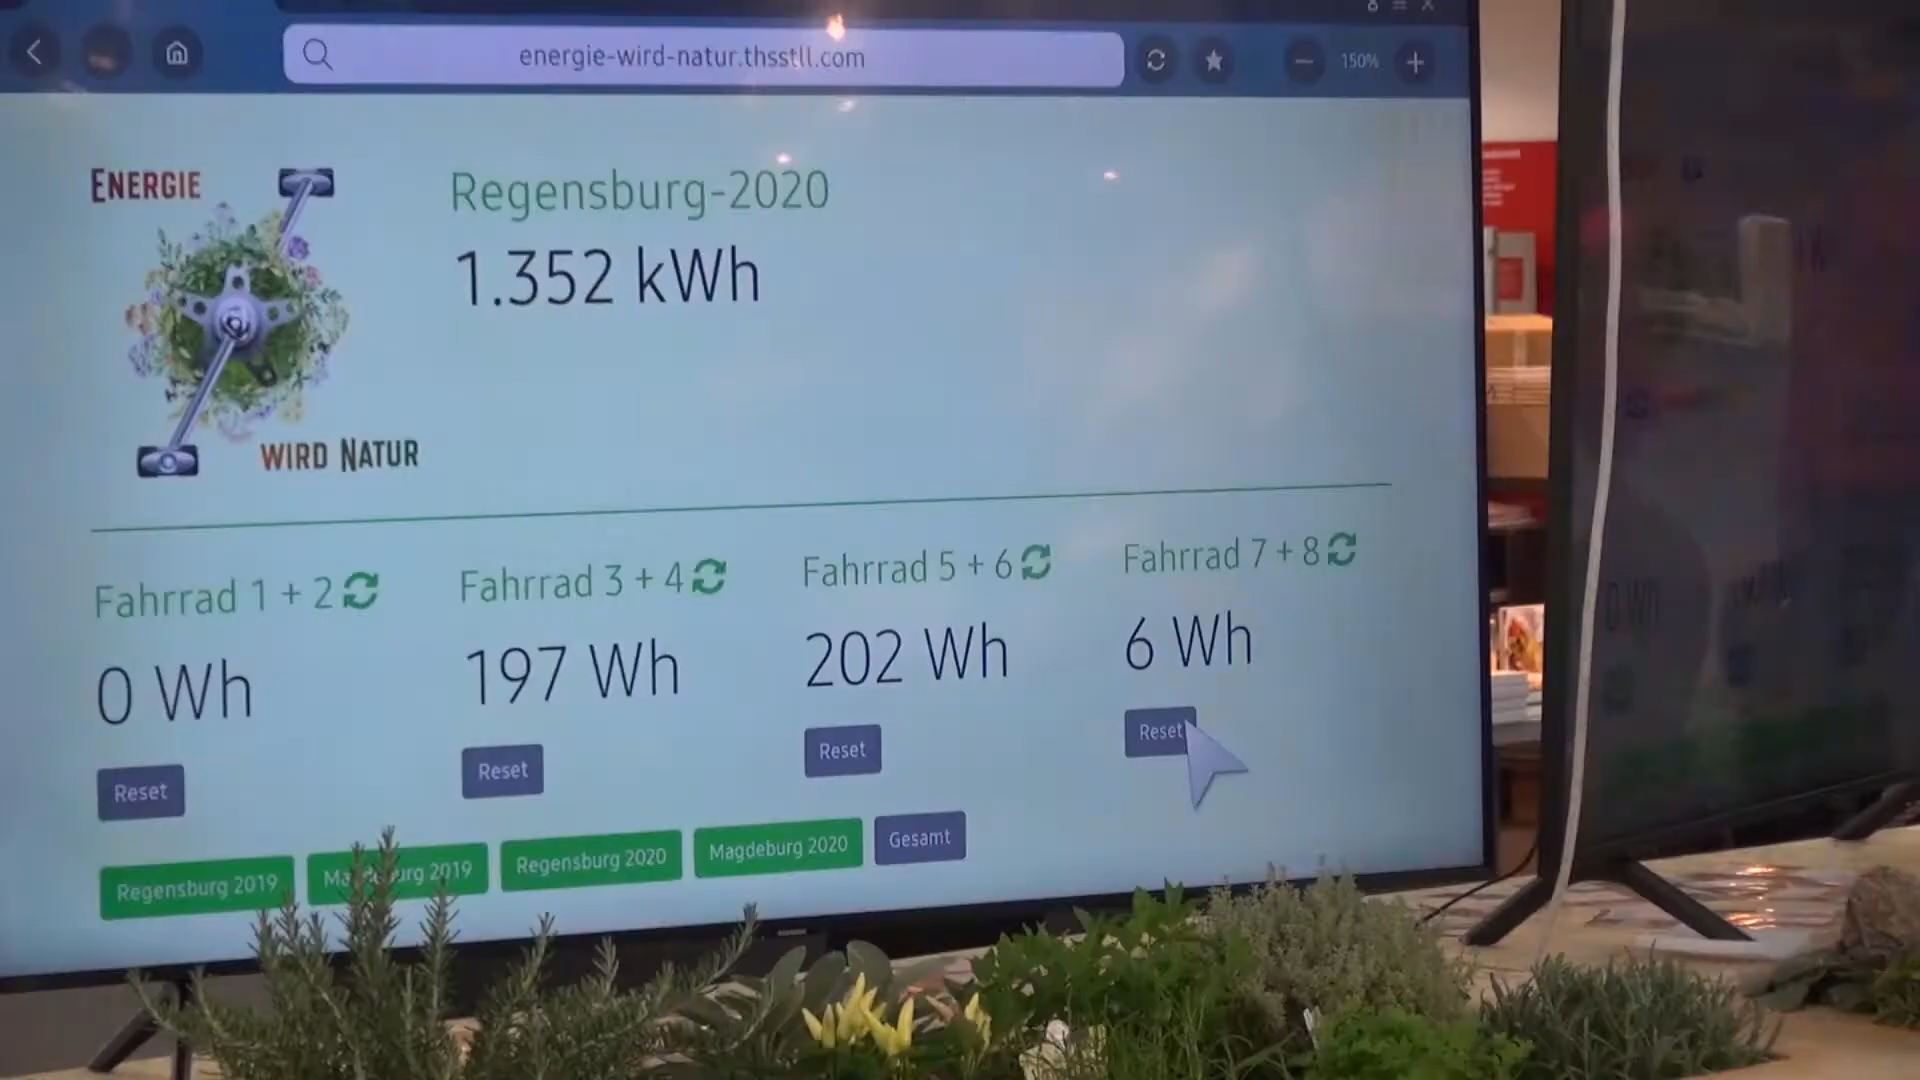 energie-wird-natur.thsstll.com
150%
ENERGIE
WIRD NATUR
Regensburg-2020
1.352 kWh
Fahrrad 1 + 2
0 Wh
Reset
Fahrrad 3 + 4
197 Wh
Reset
Fahrrad 5 + 6
202 Wh
Reset
Fahrrad 7 + 8
6 Wh
Reset
Regensburg 2019
Magdeburg 2019
Regensburg 2020
Magdeburg 2020
Gesamt